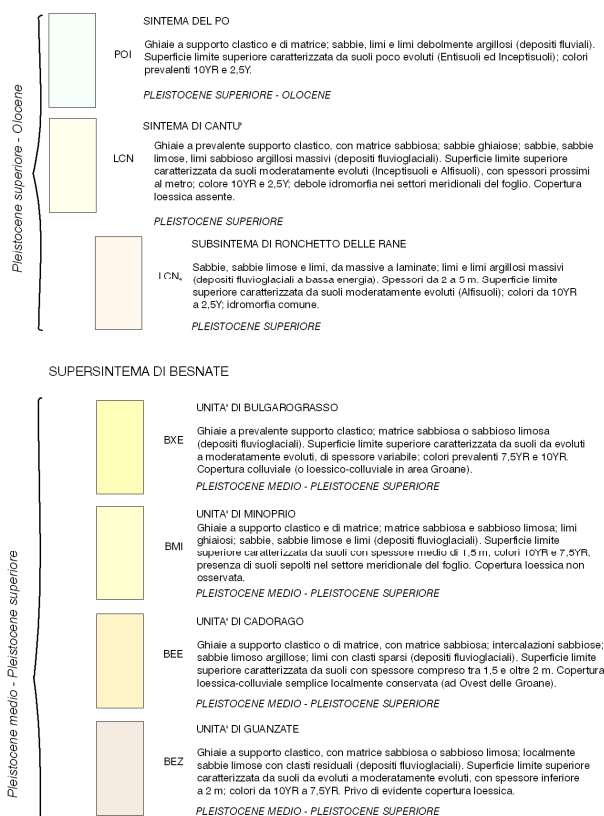 Pleistocene superiore - Olocene
SINTEMA DEL PO
POI
Ghiaie a supporto clastico e di matrice; sabbie, limi e limi debolmente argillosi (depositi fluviali).
Superficie limite superiore caratterizzata da suoli poco evoluti (Entisuoli ed Inceptisuoli); colori
prevalenti 10YR e 2,5Y.
PLEISTOCENE SUPERIORE - OLOCENE
SINTEMA DI CANTU'
LCN
Ghiaie a prevalente supporto clastico, con matrice sabbiosa; sabbie ghiaiose; sabbie, sabbie
limose, limi sabbioso argillosi massivi (depositi fluvioglaciali). Superficie limite superiore
caratterizzata da suoli moderatamente evoluti (Inceptisuoli e Alfisuoli), con spessori prossimi
al metro; colore 10YR e 2,5Y; debole idromorfia nei settori meridionali del foglio. Copertura
loessica assente.
PLEISTOCENE SUPERIORE
SUBSINTEMA DI RONCHETTO DELLE RANE
LCN₄
Sabbie, sabbie limose e limi, da massive a laminate; limi e limi argillosi massivi
(depositi fluvioglaciali a bassa energia). Spessori da 2 a 5 m. Superficie limite
superiore caratterizzata da suoli moderatamente evoluti (Alfisuoli); colori da 10YR
a 2,5Y; idromorfia comune.
PLEISTOCENE SUPERIORE
SUPERSINTEMA DI BESNATE
Pleistocene medio - Pleistocene superiore
UNITA' DI BULGAROGRASSO
BXE
Ghiaie a prevalente supporto clastico; matrice sabbiosa o sabbioso limosa
(depositi fluvioglaciali). Superficie limite superiore caratterizzata da suoli da evoluti
a moderatamente evoluti, di spessore variabile; colori prevalenti 7,5YR e 10YR.
Copertura colluviale (o loessico-colluviale in area Groane).
PLEISTOCENE MEDIO - PLEISTOCENE SUPERIORE
UNITA' DI MINOPRIO
BMI
Ghiaie a supporto clastico e di matrice; matrice sabbiosa e sabbioso limosa; limi
ghiaiosi; sabbie, sabbie limose e limi (depositi fluvioglaciali). Superficie limite
superiore caratterizzata da suoli con spessore medio di 1,5 m, colori 10YR e 7,5YR,
presenza di suoli sepolti nel settore meridionale del foglio. Copertura loessica non
osservata.
PLEISTOCENE MEDIO - PLEISTOCENE SUPERIORE
UNITA' DI CADORAGO
BEE
Ghiaie a supporto clastico o di matrice, con matrice sabbiosa; intercalazioni sabbiose;
sabbie limoso argillose; limi con clasti sparsi (depositi fluvioglaciali). Superficie limite
superiore caratterizzata da suoli con spessore compreso tra 1,5 e oltre 2 m. Copertura
loessica-colluviale semplice localmente conservata (ad Ovest delle Groane).
PLEISTOCENE MEDIO - PLEISTOCENE SUPERIORE
UNITA' DI GUANZATE
BEZ
Ghiaie a supporto clastico, con matrice sabbiosa o sabbioso limosa; localmente
sabbie limose con clasti residuali (depositi fluvioglaciali). Superficie limite superiore
caratterizzata da suoli da evoluti a moderatamente evoluti, con spessore inferiore
a 2 m; colori da 10YR a 7,5YR. Privo di evidente copertura loessica.
PLEISTOCENE MEDIO - PLEISTOCENE SUPERIORE